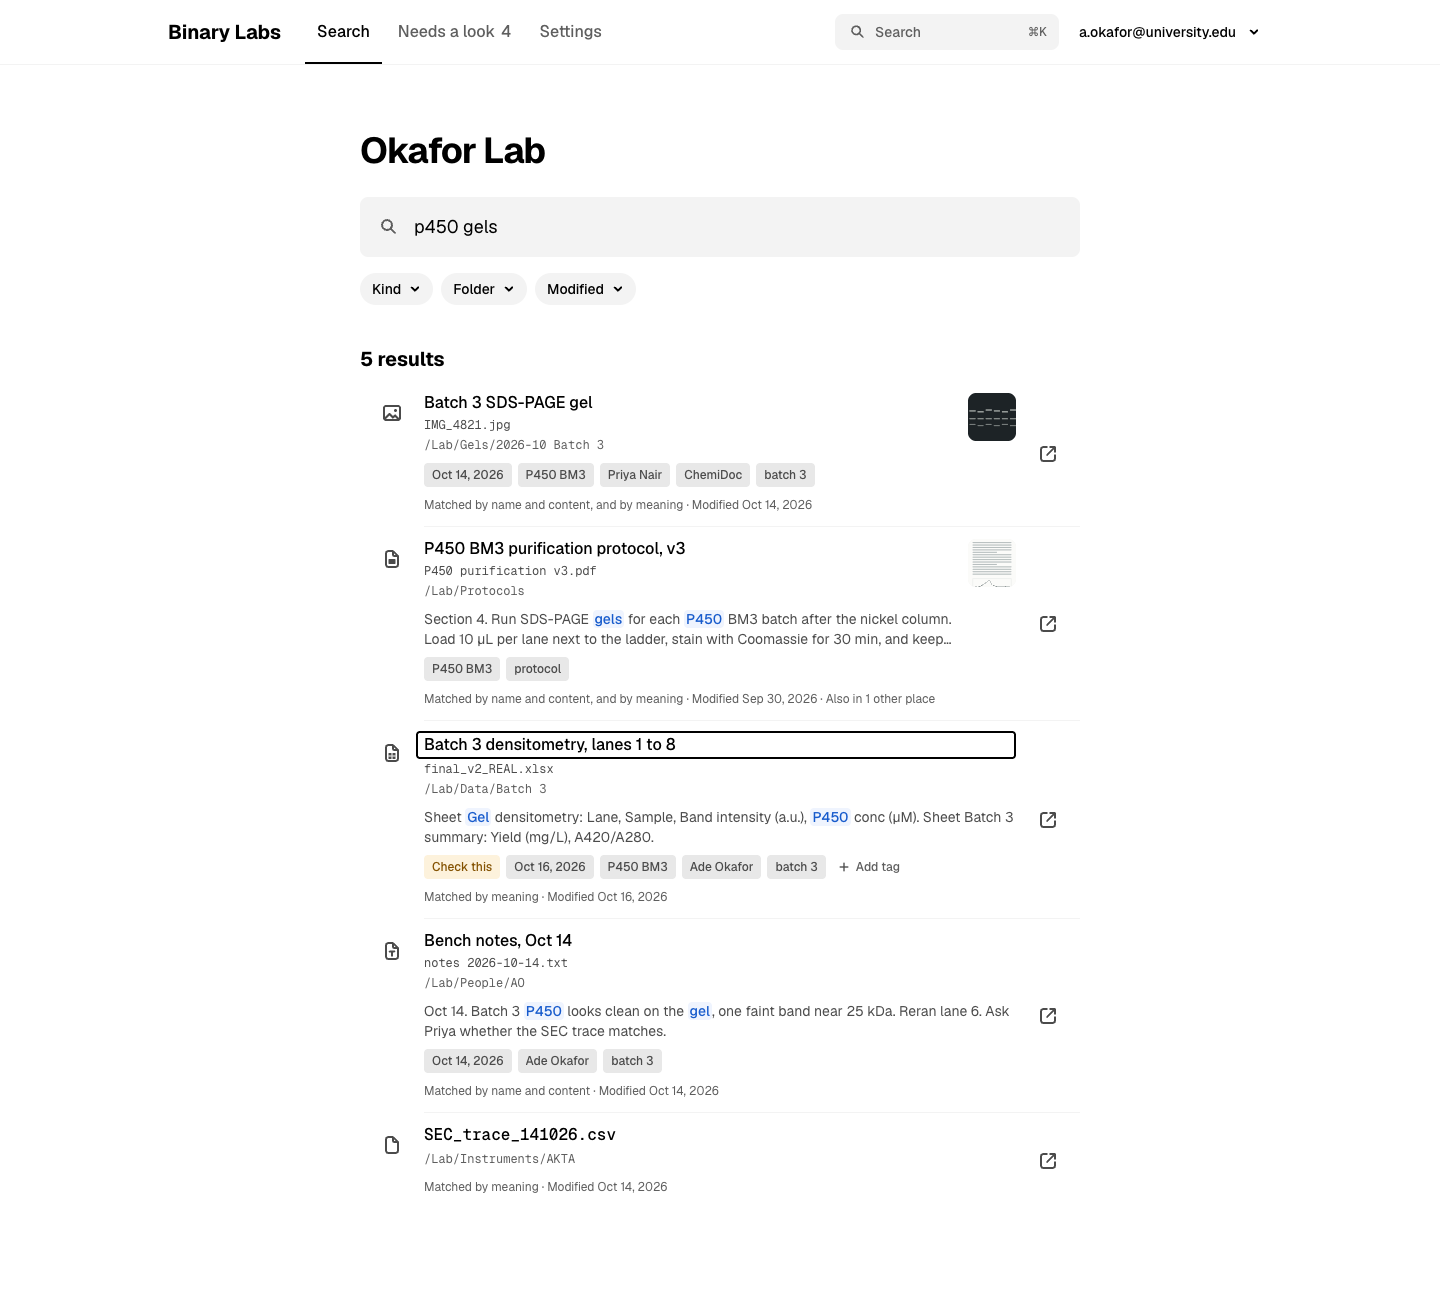 Binary Labs
Search
Needs a look 4
Settings
Search
⌘K
a.okafor@university.edu
Okafor Lab
p450 gels
Kind
Folder
Modified
5 results
Batch 3 SDS-PAGE gel
IMG_4821.jpg
/Lab/Gels/2026-10 Batch 3
Oct 14, 2026
P450 BM3
Priya Nair
ChemiDoc
batch 3
Matched by name and content, and by meaning · Modified Oct 14, 2026
P450 BM3 purification protocol, v3
P450 purification v3.pdf
/Lab/Protocols
Section 4. Run SDS-PAGE gels for each P450 BM3 batch after the nickel column.
Load 10 µL per lane next to the ladder, stain with Coomassie for 30 min, and keep…
P450 BM3
protocol
Matched by name and content, and by meaning · Modified Sep 30, 2026 · Also in 1 other place
Batch 3 densitometry, lanes 1 to 8
final_v2_REAL.xlsx
/Lab/Data/Batch 3
Sheet Gel densitometry: Lane, Sample, Band intensity (a.u.), P450 conc (µM). Sheet Batch 3
summary: Yield (mg/L), A420/A280.
Check this
Oct 16, 2026
P450 BM3
Ade Okafor
batch 3
+ Add tag
Matched by meaning · Modified Oct 16, 2026
Bench notes, Oct 14
notes 2026-10-14.txt
/Lab/People/AO
Oct 14. Batch 3 P450 looks clean on the gel, one faint band near 25 kDa. Reran lane 6. Ask
Priya whether the SEC trace matches.
Oct 14, 2026
Ade Okafor
batch 3
Matched by name and content · Modified Oct 14, 2026
SEC_trace_141026.csv
/Lab/Instruments/AKTA
Matched by meaning · Modified Oct 14, 2026